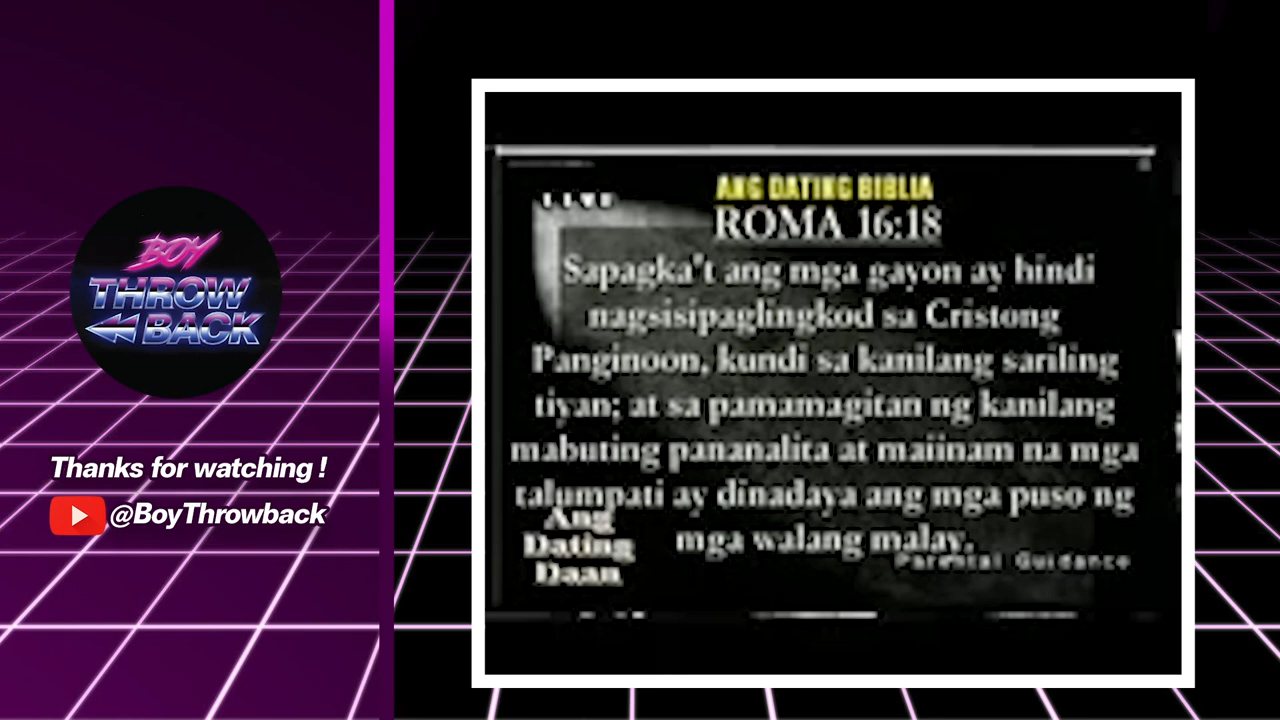 BOY
THROW
BACK
Thanks for watching !
@BoyThrowback
LIVE
ANG DATING BIBLIA
ROMA 16:18
Sapagka't ang mga gayon ay hindi
nagsisipaglingkod sa Cristong
Panginoon, kundi sa kanilang sariling
tiyan; at sa pamamagitan ng kanilang
mabuting pananalita at maiinam na mga
talumpati ay dinadaya ang mga puso ng
mga walang malay.
Ang
Dating
Daan
Parental Guidance